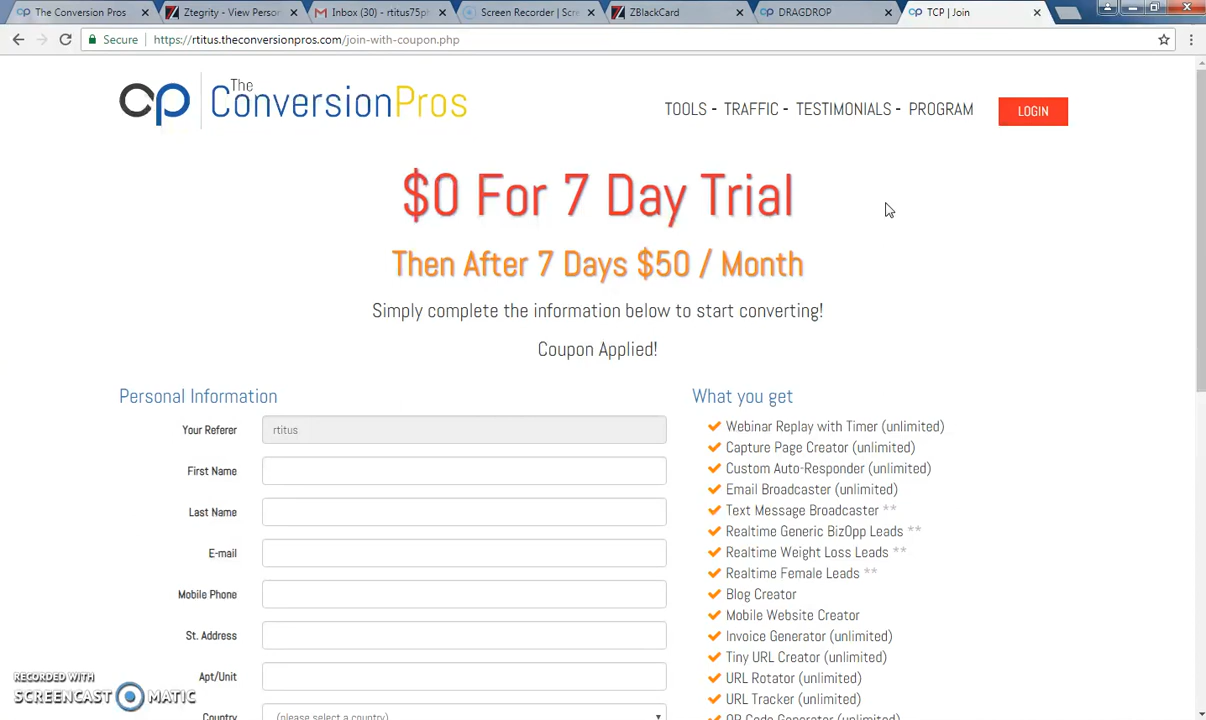 The Conversion Pros
Ztegrity - View Person
Inbox (30) - rtitus75p
Screen Recorder | Scr
ZBlackCard
DRAGDROP
TCP | Join
Secure
https://rtitus.theconversionpros.com/join-with-coupon.php
cp
The ConversionPros
TOOLS - TRAFFIC - TESTIMONIALS - PROGRAM
LOGIN
$0 For 7 Day Trial
Then After 7 Days $50 / Month
Simply complete the information below to start converting!
Coupon Applied!
Personal Information
Your Referer
rtitus
First Name
Last Name
E-mail
Mobile Phone
St. Address
Apt/Unit
Country
(please select a country)
What you get
Webinar Replay with Timer (unlimited)
Capture Page Creator (unlimited)
Custom Auto-Responder (unlimited)
Email Broadcaster (unlimited)
Text Message Broadcaster **
Realtime Generic BizOpp Leads **
Realtime Weight Loss Leads **
Realtime Female Leads **
Blog Creator
Mobile Website Creator
Invoice Generator (unlimited)
Tiny URL Creator (unlimited)
URL Rotator (unlimited)
URL Tracker (unlimited)
QR Code Generator (unlimited)
RECORDED WITH
SCREENCAST MATIC